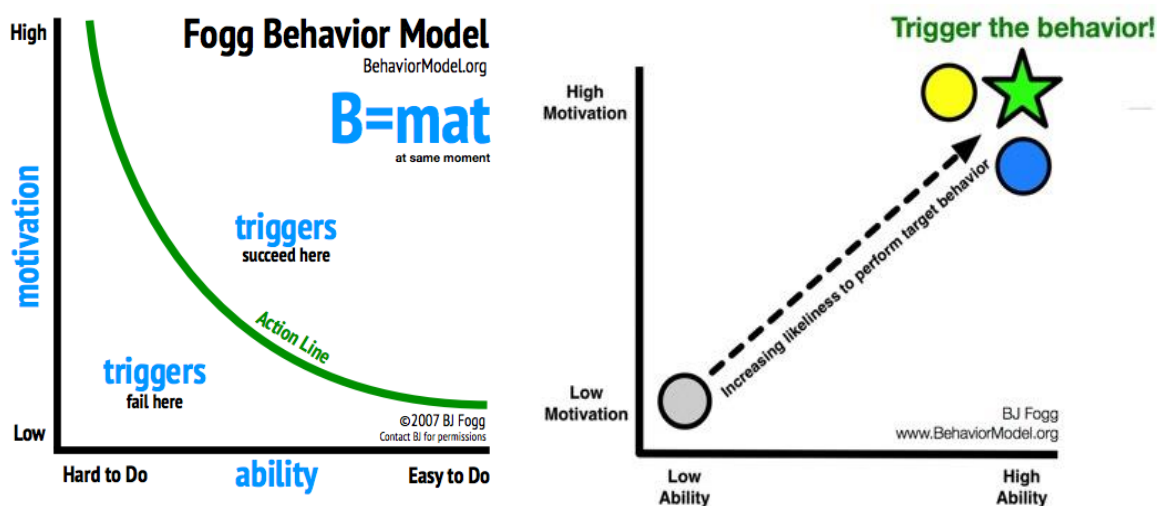 High
Fogg Behavior Model
BehaviorModel.org
B=mat
at same moment
motivation
triggers
succeed here
Action Line
triggers
fail here
©2007 BJ Fogg
Contact BJ for permissions
Low
Hard to Do
ability
Easy to Do
Trigger the behavior!
High
Motivation
Increasing likeliness to perform target behavior
Low
Motivation
BJ Fogg
www.BehaviorModel.org
Low
Ability
High
Ability